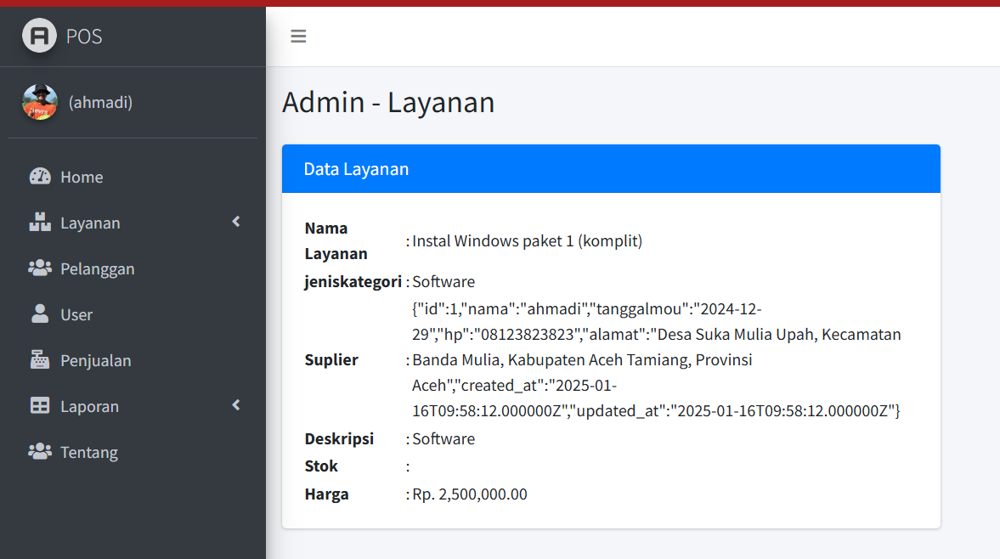 POS
(ahmadi)
Home
Layanan
Pelanggan
User
Penjualan
Laporan
Tentang
Admin - Layanan
Data Layanan
Nama
Layanan
: Instal Windows paket 1 (komplit)
jeniskategori : Software
{"id":1,"nama":"ahmadi","tanggalmou":"2024-12-
29","hp":"08123823823","alamat":"Desa Suka Mulia Upah, Kecamatan
Suplier : Banda Mulia, Kabupaten Aceh Tamiang, Provinsi
Aceh","created_at":"2025-01-
16T09:58:12.000000Z","updated_at":"2025-01-16T09:58:12.000000Z"}
Deskripsi : Software
Stok :
Harga : Rp. 2,500,000.00